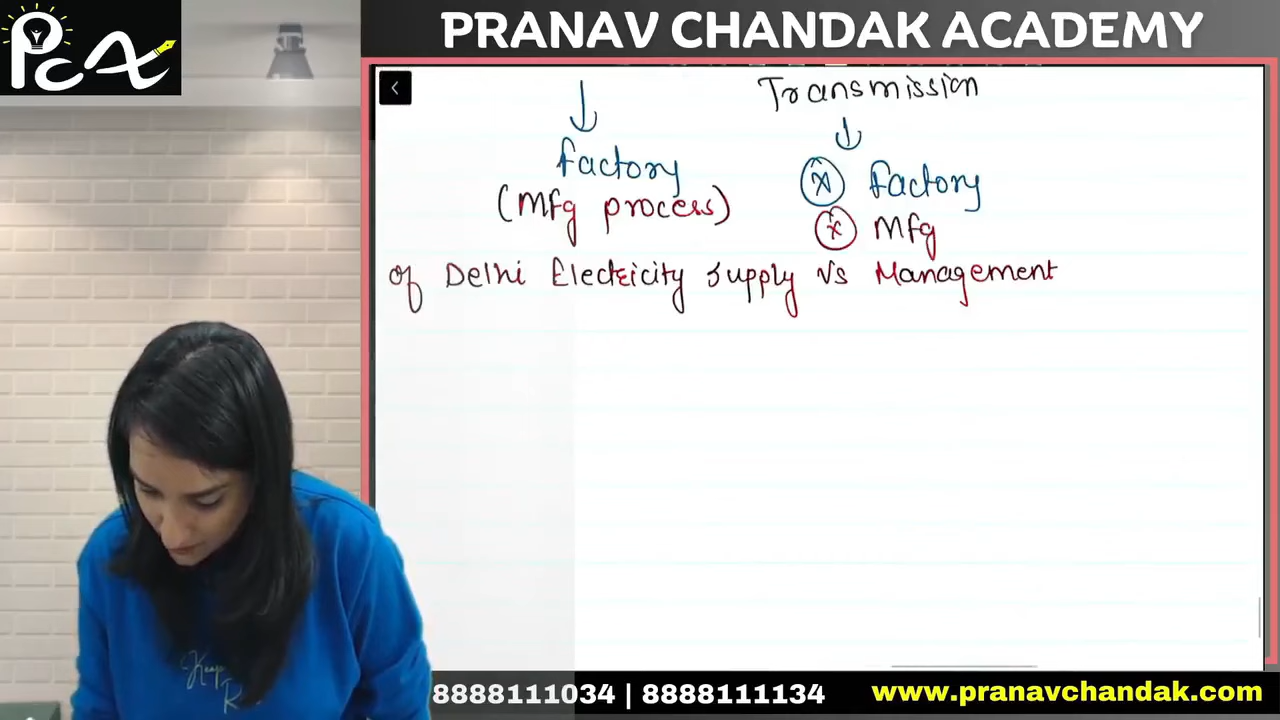 PCA
PRANAV CHANDAK ACADEMY
Transmission
factory
(Mfg process)
x factory
x Mfg
of Delhi Electricity Supply Vs Management
Keep
R
8888111034 | 8888111134
www.pranavchandak.com